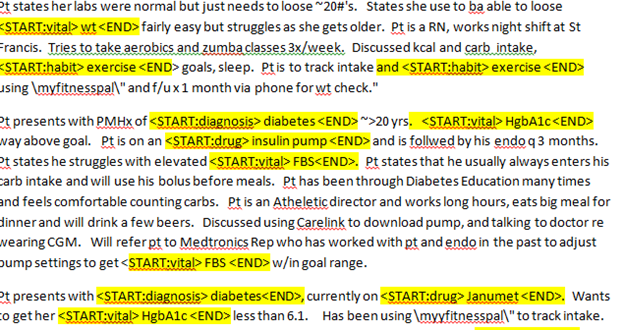 Pt states her labs were normal but just needs to loose ~20#'s. States she use to ba able to loose
<START:vital> wt <END> fairly easy but struggles as she gets older. Pt is a RN, works night shift at St
Francis. Tries to take aerobics and zumba classes 3x/week. Discussed kcal and carb intake,
<START:habit> exercise <END> goals, sleep. Pt is to track intake and <START:habit> exercise <END>
using \myfitnesspal\" and f/u x 1 month via phone for wt check."
Pt presents with PMHx of <START:diagnosis> diabetes <END> ~>20 yrs. <START:vital> HgbA1c <END>
way above goal. Pt is on an <START:drug> insulin pump <END> and is follwed by his endo q 3 months.
Pt states he struggles with elevated <START:vital> FBS<END>. Pt states that he usually always enters his
carb intake and will use his bolus before meals. Pt has been through Diabetes Education many times
and feels comfortable counting carbs. Pt is an Atheletic director and works long hours, eats big meal for
dinner and will drink a few beers. Discussed using Carelink to download pump, and talking to doctor re
wearing CGM. Will refer pt to Medtronics Rep who has worked with pt and endo in the past to adjust
pump settings to get <START:vital> FBS <END> w/in goal range.
Pt presents with <START:diagnosis> diabetes<END>, currently on <START:drug> Janumet <END>. Wants
to get her <START:vital> HgbA1c <END> less than 6.1. Has been using \myyfitnesspal\" to track intake.